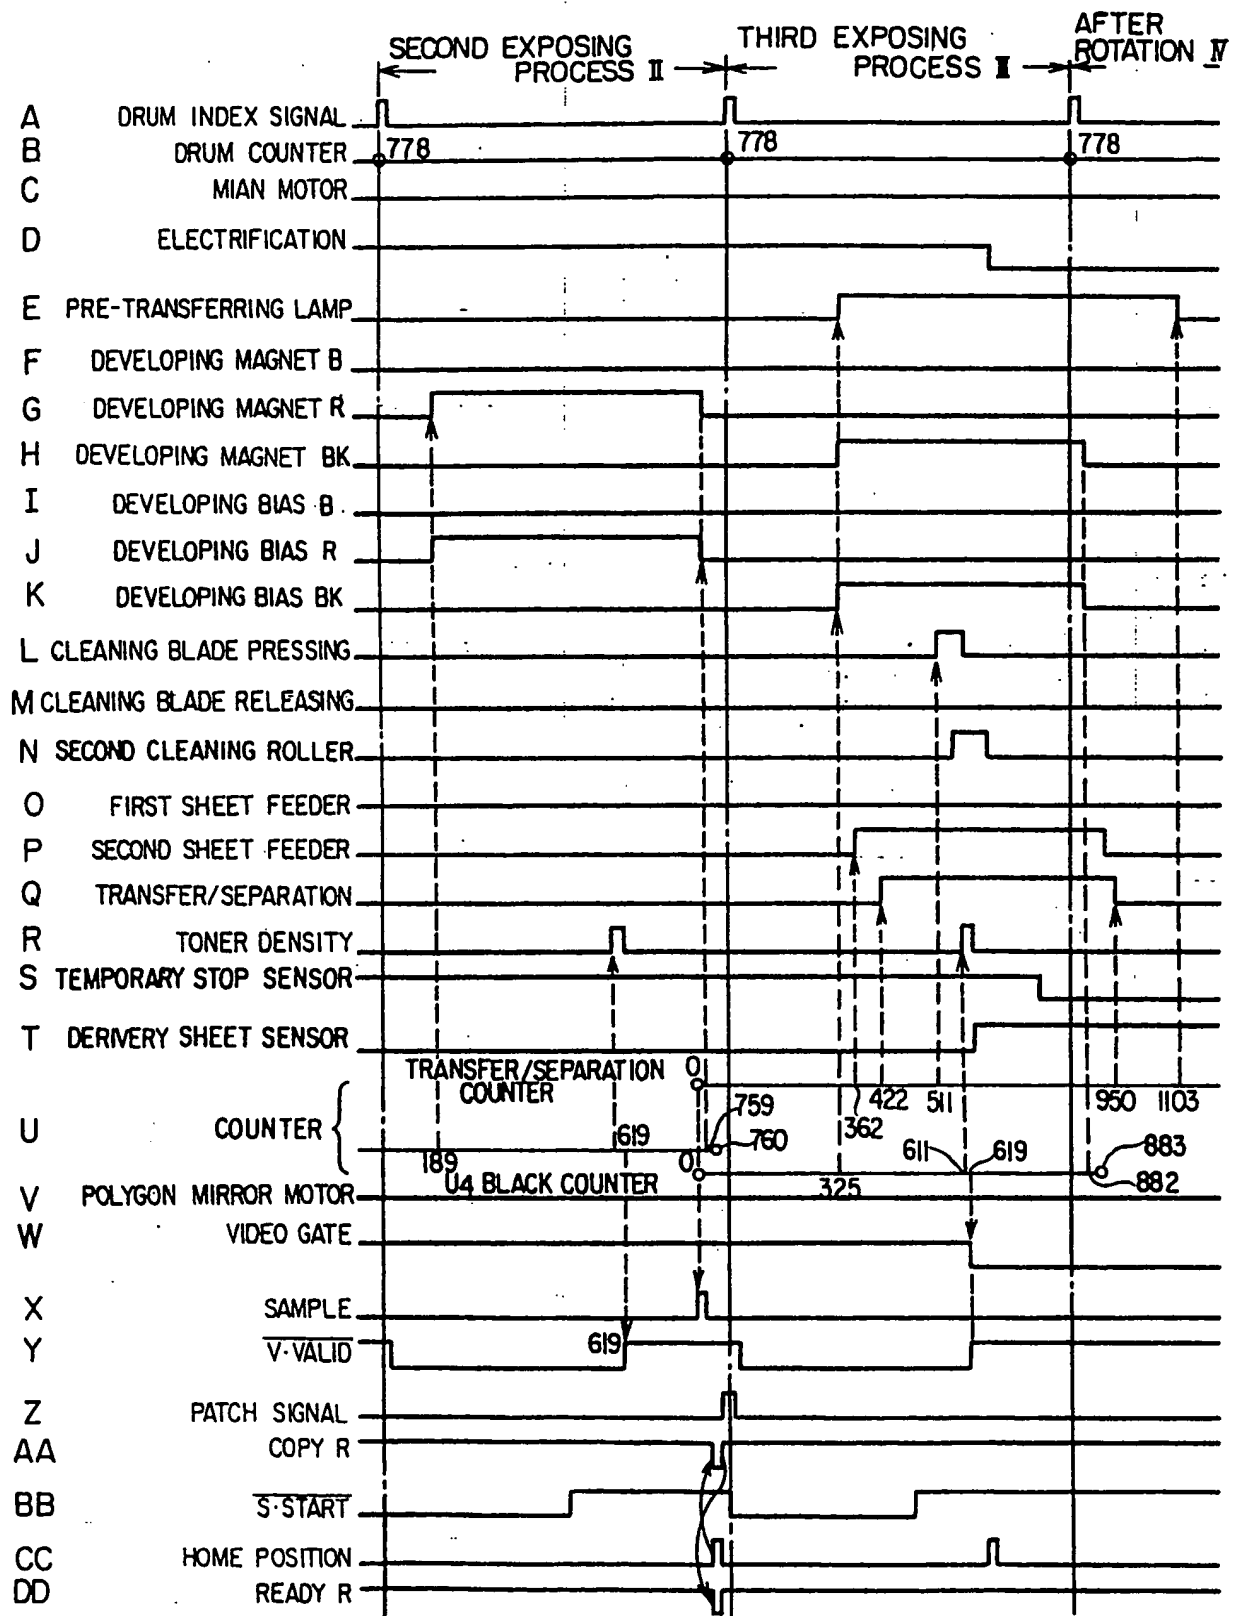 SECOND EXPOSING PROCESS II
THIRD EXPOSING PROCESS III
AFTER ROTATION IV
A DRUM INDEX SIGNAL
B DRUM COUNTER 778 778 778
C MIAN MOTOR
D ELECTRIFICATION
E PRE-TRANSFERRING LAMP
F DEVELOPING MAGNET B
G DEVELOPING MAGNET R
H DEVELOPING MAGNET BK
I DEVELOPING BIAS B
J DEVELOPING BIAS R
K DEVELOPING BIAS BK
L CLEANING BLADE PRESSING
M CLEANING BLADE RELEASING
N SECOND CLEANING ROLLER
O FIRST SHEET FEEDER
P SECOND SHEET FEEDER
Q TRANSFER/SEPARATION
R TONER DENSITY
S TEMPORARY STOP SENSOR
T DERIVERY SHEET SENSOR
TRANSFER/SEPARATION COUNTER 0
362 422 511 950 1103
U COUNTER
189 619 759 760
U4 BLACK COUNTER 0 325 611 619 883 882
V POLYGON MIRROR MOTOR
W VIDEO GATE
X SAMPLE
Y V·VALID 619
Z PATCH SIGNAL
AA COPY R
BB S·START
CC HOME POSITION
DD READY R